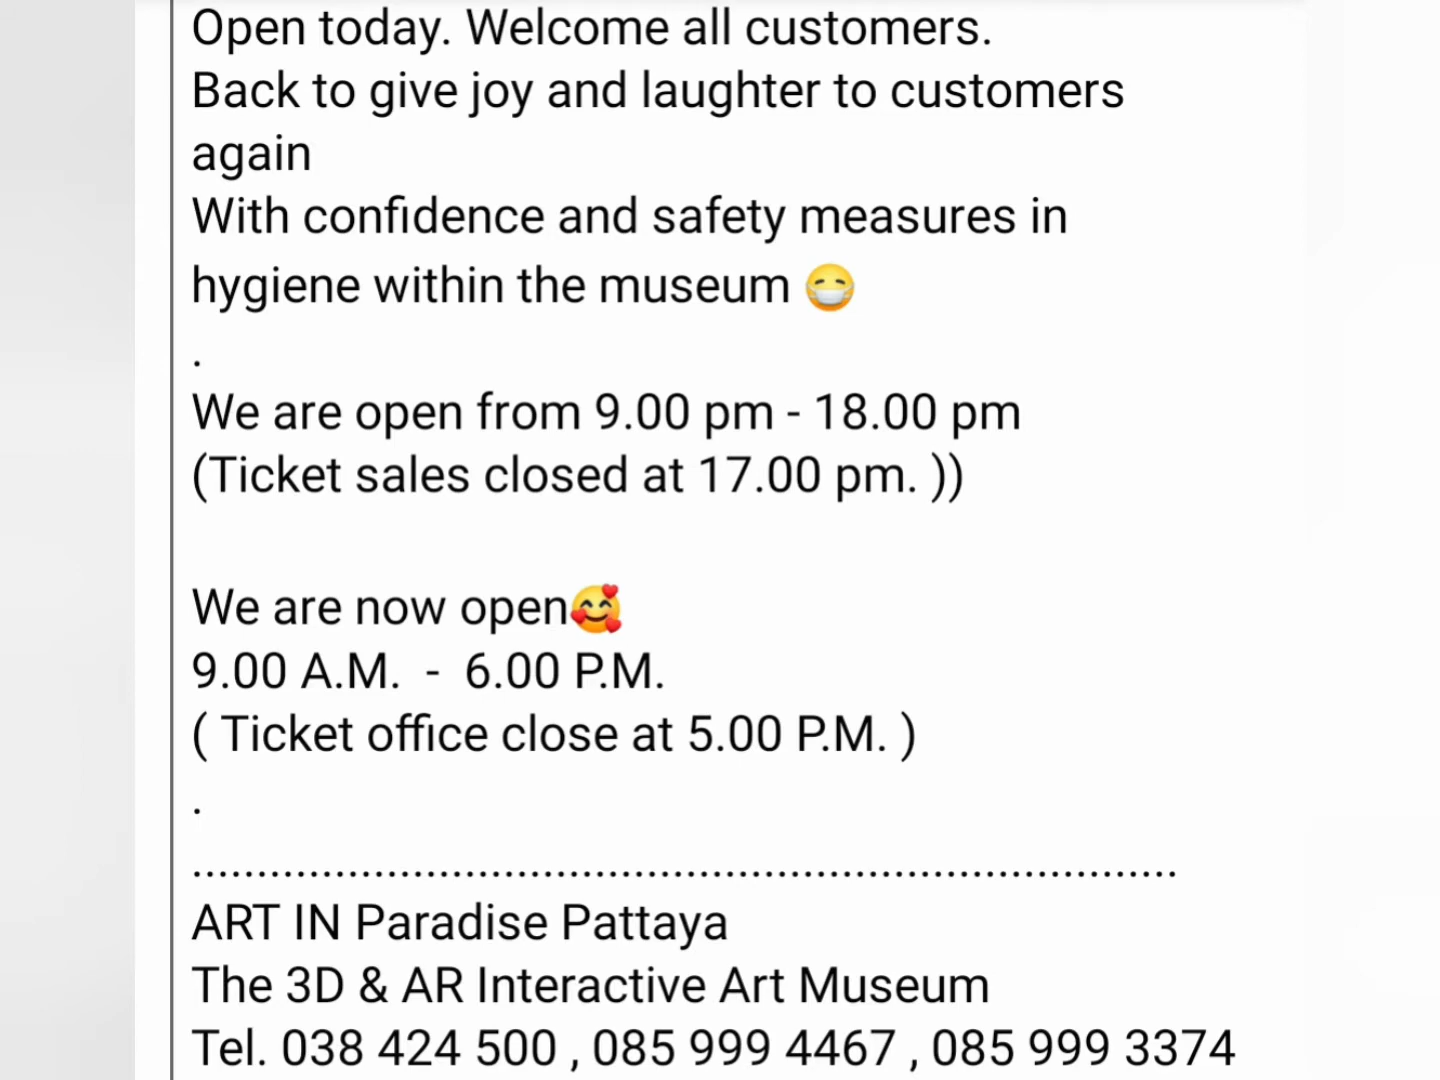 Open today. Welcome all customers.
Back to give joy and laughter to customers
again
With confidence and safety measures in
hygiene within the museum 😷
.
We are open from 9.00 pm - 18.00 pm
(Ticket sales closed at 17.00 pm. ))
We are now open🥰
9.00 A.M.  -  6.00 P.M.
( Ticket office close at 5.00 P.M. )
.
............................................................................
ART IN Paradise Pattaya
The 3D & AR Interactive Art Museum
Tel. 038 424 500 , 085 999 4467 , 085 999 3374